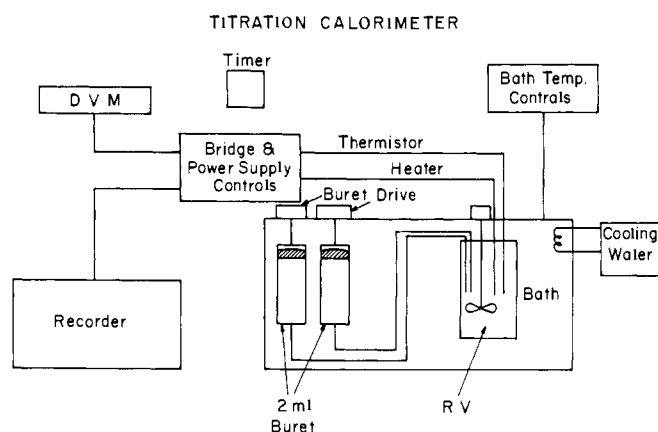 TITRATION CALORIMETER
Timer
D V M
Bath Temp.
Controls
Bridge &
Power Supply
Controls
Thermistor
Heater
Buret Drive
Cooling
Water
Bath
Recorder
2 ml
Buret
R V